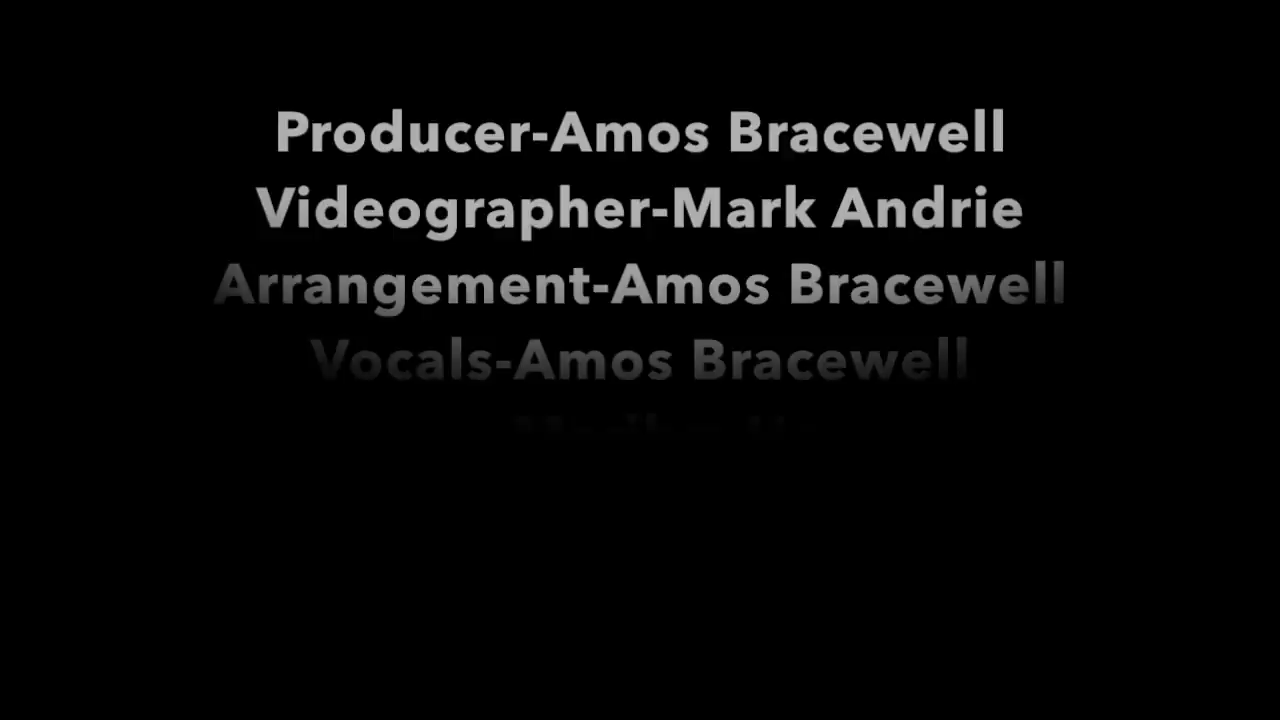 Producer-Amos Bracewell
Videographer-Mark Andrie
Arrangement-Amos Bracewell
Vocals-Amos Bracewell